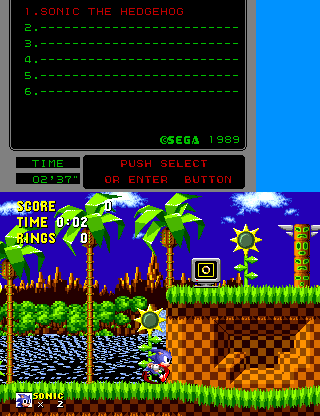 1.SONIC THE HEDGEHOG
2.
3.
4.
5.
6.
©SEGA 1989
TIME
02'37"
PUSH SELECT
OR ENTER BUTTON
SCORE 0
TIME 0:02
RINGS 0
SONIC
× 2